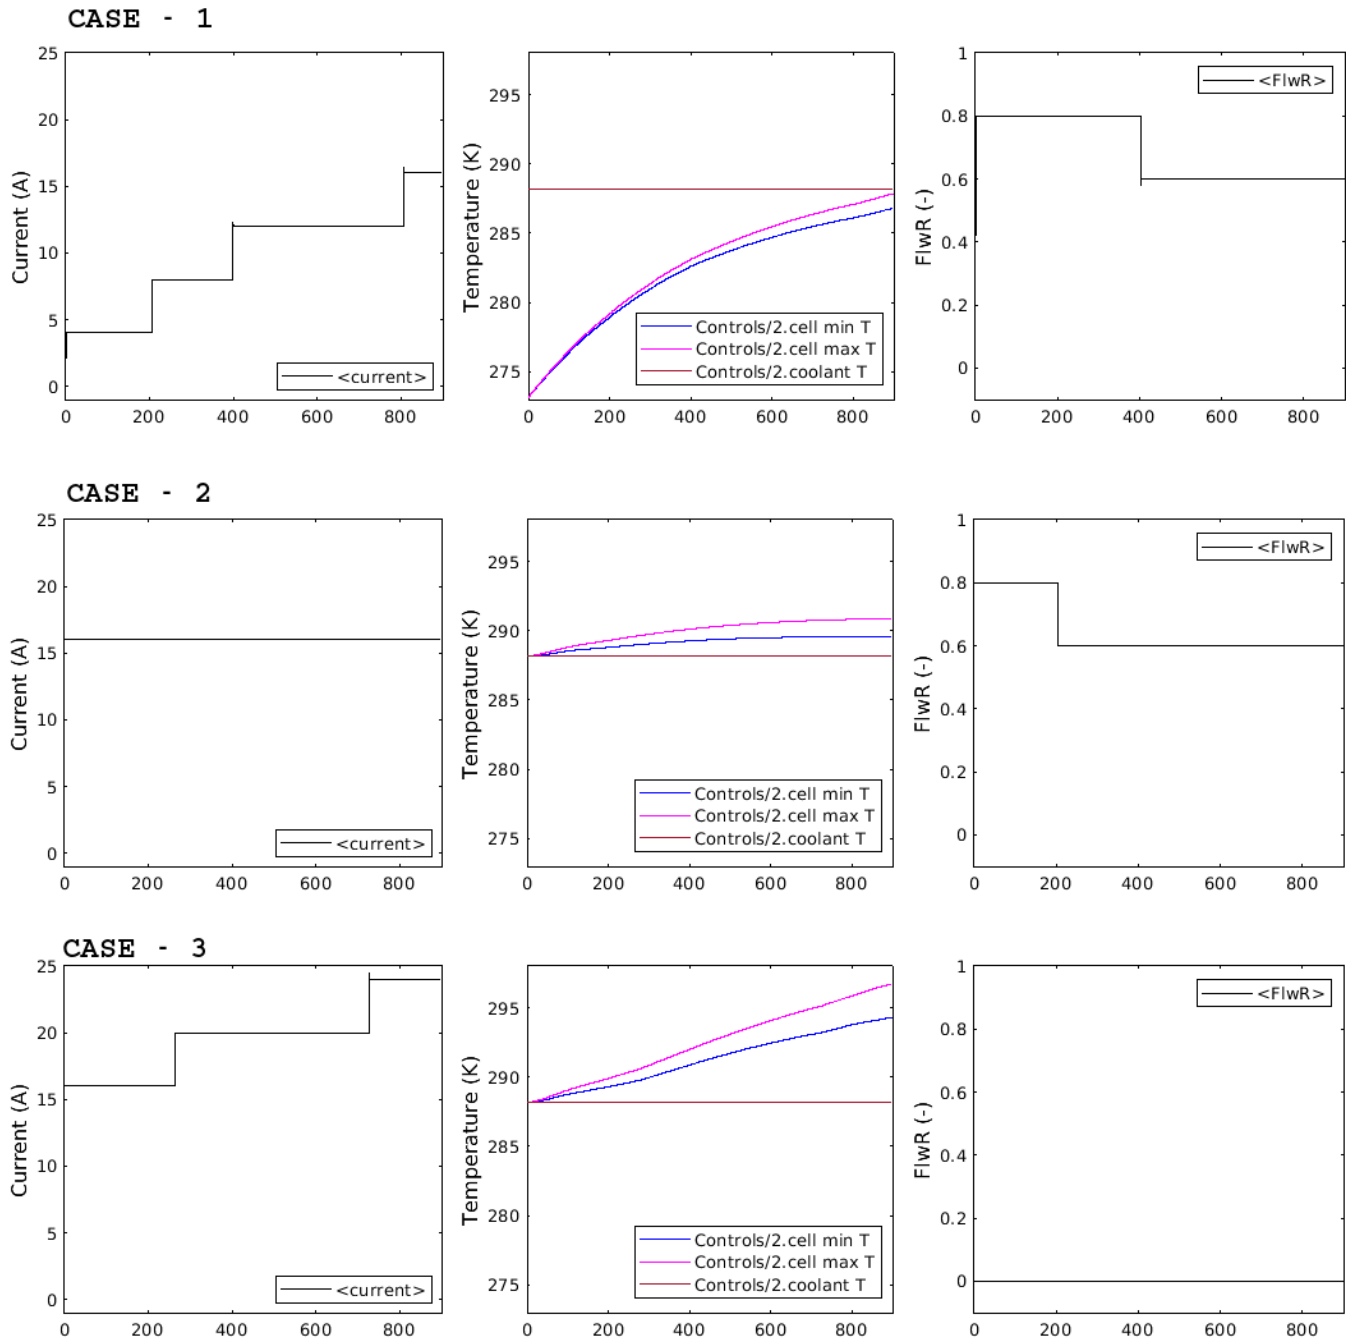 CASE - 1
25
20
15
10
5
0
Current (A)
<current>
0 200 400 600 800
295
290
285
280
275
Temperature (K)
Controls/2.cell min T
Controls/2.cell max T
Controls/2.coolant T
0 200 400 600 800
1
0.8
0.6
0.4
0.2
0
FlwR (-)
<FlwR>
0 200 400 600 800
CASE - 2
25
20
15
10
5
0
Current (A)
<current>
0 200 400 600 800
295
290
285
280
275
Temperature (K)
Controls/2.cell min T
Controls/2.cell max T
Controls/2.coolant T
0 200 400 600 800
1
0.8
0.6
0.4
0.2
0
FlwR (-)
<FlwR>
0 200 400 600 800
CASE - 3
25
20
15
10
5
0
Current (A)
<current>
0 200 400 600 800
295
290
285
280
275
Temperature (K)
Controls/2.cell min T
Controls/2.cell max T
Controls/2.coolant T
0 200 400 600 800
1
0.8
0.6
0.4
0.2
0
FlwR (-)
<FlwR>
0 200 400 600 800